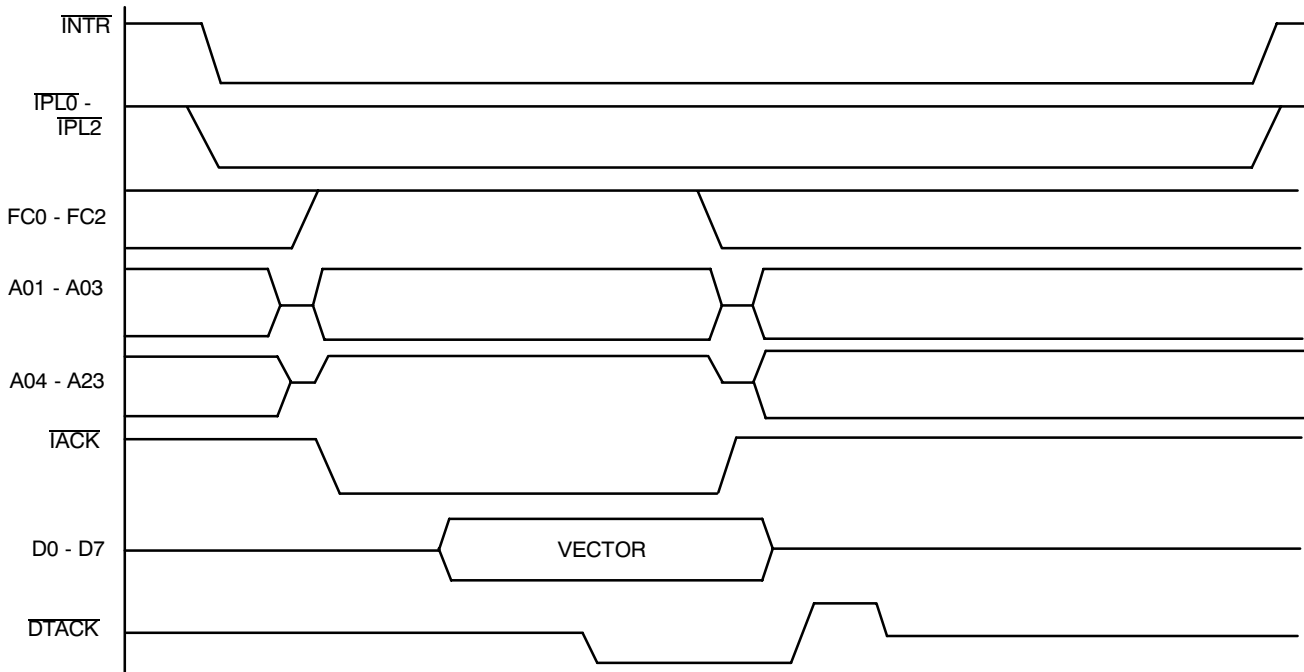 INTR
IPL0 -
IPL2
FC0 - FC2
A01 - A03
A04 - A23
IACK
D0 - D7
VECTOR
DTACK